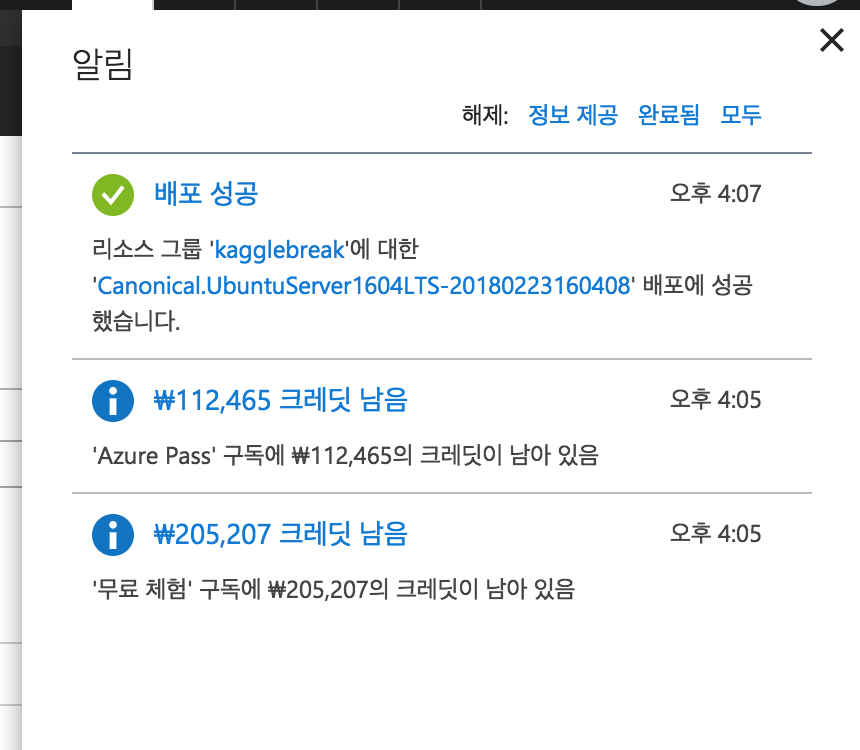 알림
해제: 정보 제공 완료됨 모두
배포 성공 오후 4:07
리소스 그룹 'kagglebreak'에 대한
'Canonical.UbuntuServer1604LTS-20180223160408' 배포에 성공
했습니다.
₩112,465 크레딧 남음 오후 4:05
'Azure Pass' 구독에 ₩112,465의 크레딧이 남아 있음
₩205,207 크레딧 남음 오후 4:05
'무료 체험' 구독에 ₩205,207의 크레딧이 남아 있음